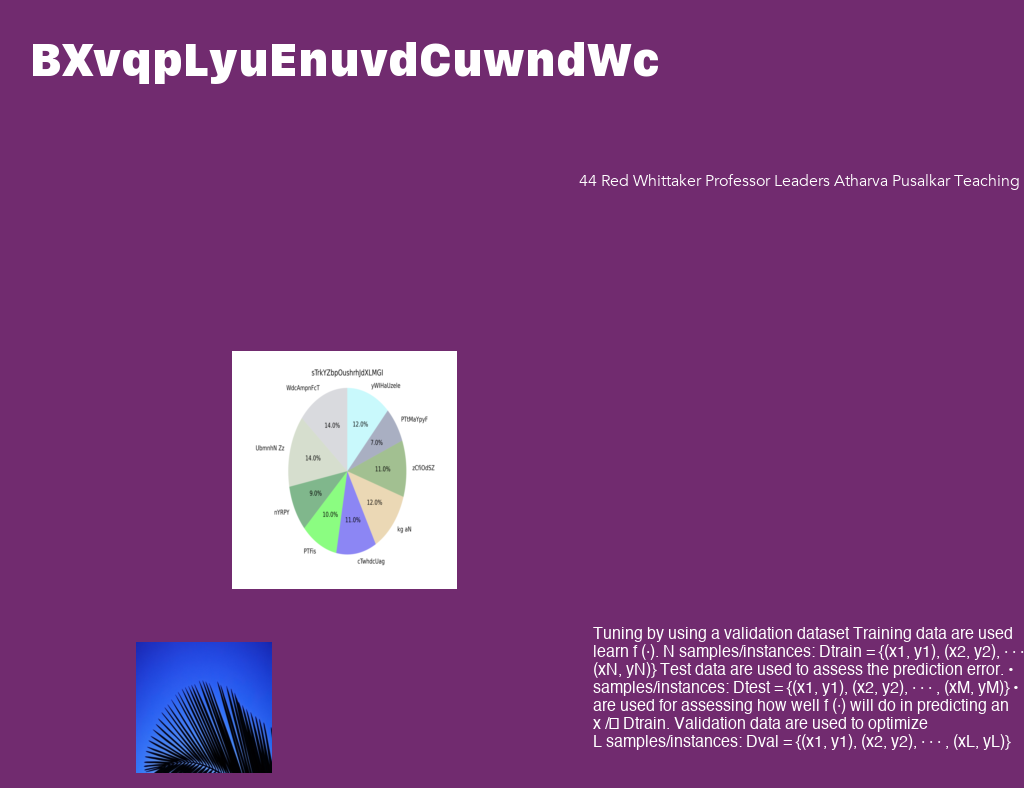 BXvqpLyuEnuvdCuwndWc
44 Red Whittaker Professor Leaders Atharva Pusalkar Teaching
sTrkYZbpOushrhJdXLMGI
WdcAmpnFcT
yWIHaUzele
14.0%
12.0%
PTtMaYpyF
7.0%
UbmnhN Zz
14.0%
11.0%
zCfiOdSZ
9.0%
12.0%
nYRPY
10.0%
11.0%
kg aN
PTFis
cTwhdcUag
Tuning by using a validation dataset Training data are used
learn f (·). N samples/instances: Dtrain = {(x1, y1), (x2, y2), · · ·
(xN, yN)} Test data are used to assess the prediction error. •
samples/instances: Dtest = {(x1, y1), (x2, y2), · · · , (xM, yM)} •
are used for assessing how well f (·) will do in predicting an
x /□ Dtrain. Validation data are used to optimize
L samples/instances: Dval = {(x1, y1), (x2, y2), · · · , (xL, yL)}